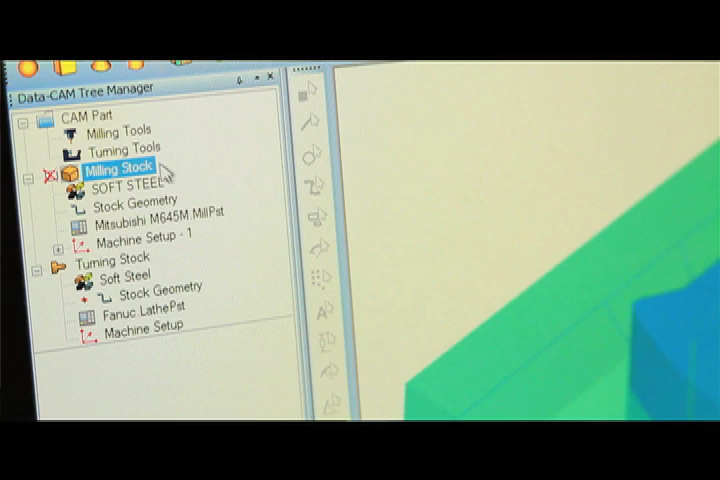 Data-CAM Tree Manager
CAM Part
Milling Tools
Turning Tools
Milling Stock
SOFT STEEL
Stock Geometry
Mitsubishi M645M.MillPst
Machine Setup - 1
Turning Stock
Soft Steel
Stock Geometry
Fanuc.LathePst
Machine Setup